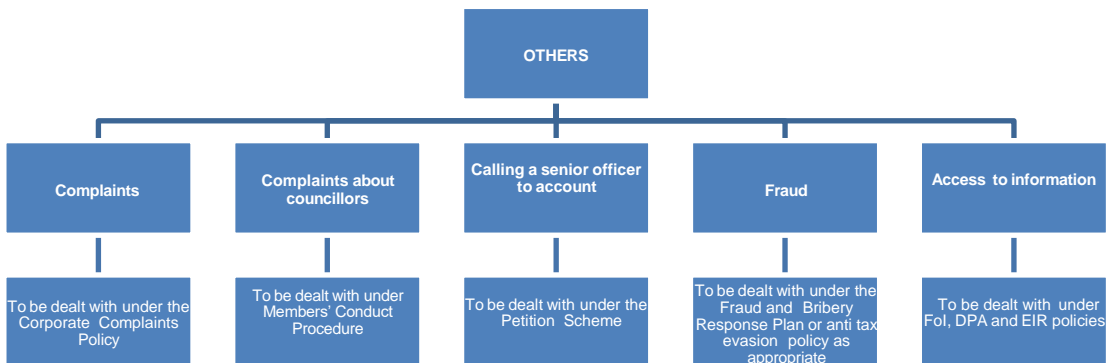 OTHERS
Complaints
Complaints about
councillors
Calling a senior officer
to account
Fraud
Access to information
To be dealt with under the
Corporate Complaints
Policy
To be dealt with under
Members' Conduct
Procedure
To be dealt with under the
Petition Scheme
To be dealt with under the
Fraud and Bribery
Response Plan or anti tax
evasion policy as
appropriate
To be dealt with under
FoI, DPA and EIR policies